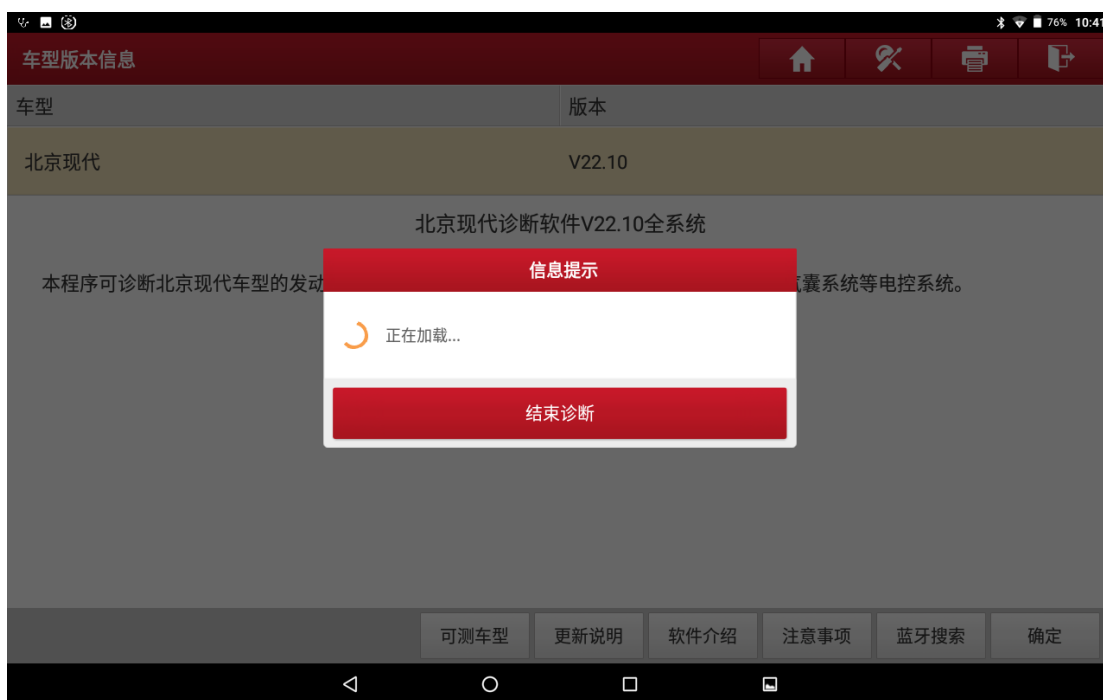 76% 10:41
车型版本信息
车型 版本
北京现代 V22.10
北京现代诊断软件V22.10全系统
本程序可诊断北京现代车型的发动 囊系统等电控系统。
信息提示
正在加载...
结束诊断
可测车型 更新说明 软件介绍 注意事项 蓝牙搜索 确定